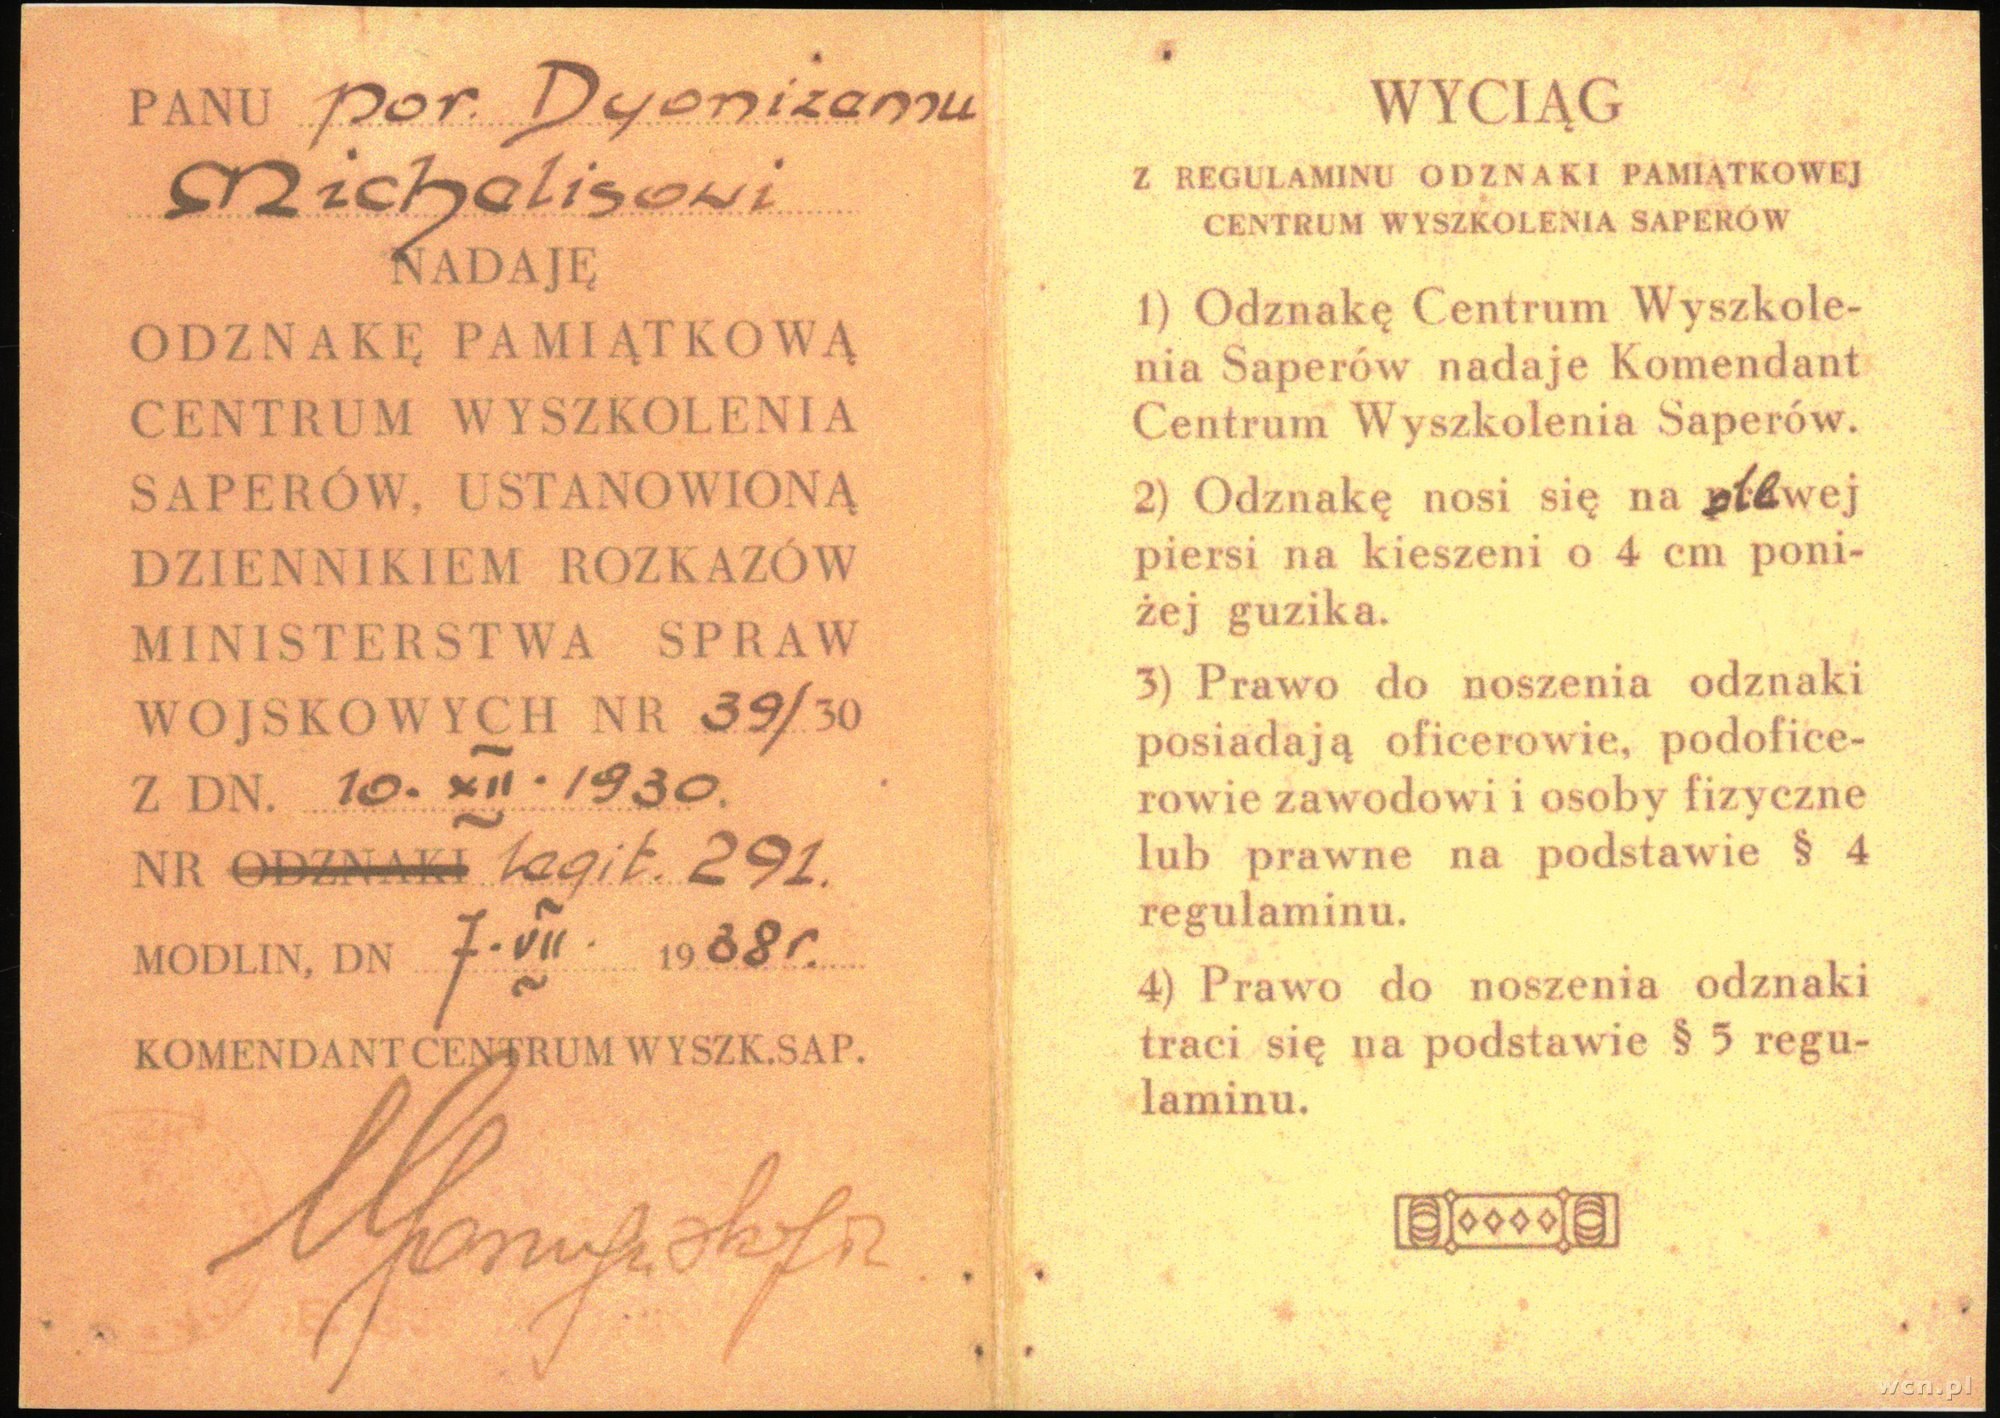 PANU por. Dyonizemu
Michalisowi
NADAJĘ
ODZNAKĘ PAMIĄTKOWĄ
CENTRUM WYSZKOLENIA
SAPERÓW, USTANOWIONĄ
DZIENNIKIEM ROZKAZÓW
MINISTERSTWA SPRAW
WOJSKOWYCH NR 39/30
Z DN. 10. XII. 1930.
NR ODZNAKI legit. 291.
MODLIN, DN 7. VII. 1938 r.
KOMENDANT CENTRUM WYSZK.SAP.
WYCIĄG
Z REGULAMINU ODZNAKI PAMIĄTKOWEJ
CENTRUM WYSZKOLENIA SAPERÓW
1) Odznakę Centrum Wyszkole-
nia Saperów nadaje Komendant
Centrum Wyszkolenia Saperów.
2) Odznakę nosi się na lewej
piersi na kieszeni o 4 cm poni-
żej guzika.
3) Prawo do noszenia odznaki
posiadają oficerowie, podofice-
rowie zawodowi i osoby fizyczne
lub prawne na podstawie § 4
regulaminu.
4) Prawo do noszenia odznaki
traci się na podstawie § 5 regu-
laminu.
wcn.pl